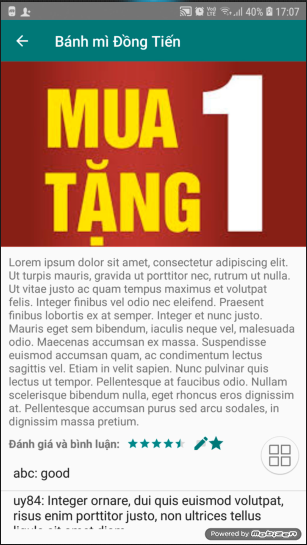 40% 17:07
Bánh mì Đồng Tiến
MUA 1
TẶNG
Lorem ipsum dolor sit amet, consectetur adipiscing elit.
Ut turpis mauris, gravida ut porttitor nec, rutrum ut nulla.
Ut vitae justo ac quam tempus maximus et volutpat
felis. Integer finibus vel odio nec eleifend. Praesent
finibus lobortis ex at semper. Integer et nunc justo.
Mauris eget sem bibendum, iaculis neque vel, malesuada
odio. Maecenas accumsan ex massa. Suspendisse
euismod accumsan quam, ac condimentum lectus
sagittis vel. Etiam in velit sapien. Nunc pulvinar quis
lectus ut tempor. Pellentesque at faucibus odio. Nullam
scelerisque bibendum nulla, eget rhoncus eros dignissim
at. Pellentesque accumsan purus sed arcu sodales, in
dignissim massa pretium.
Đánh giá và bình luận:
abc: good
uy84: Integer ornare, dui quis euismod volutpat,
risus enim porttitor justo, non ultrices tellus
ligula sit amet diam
Powered by Mobizen